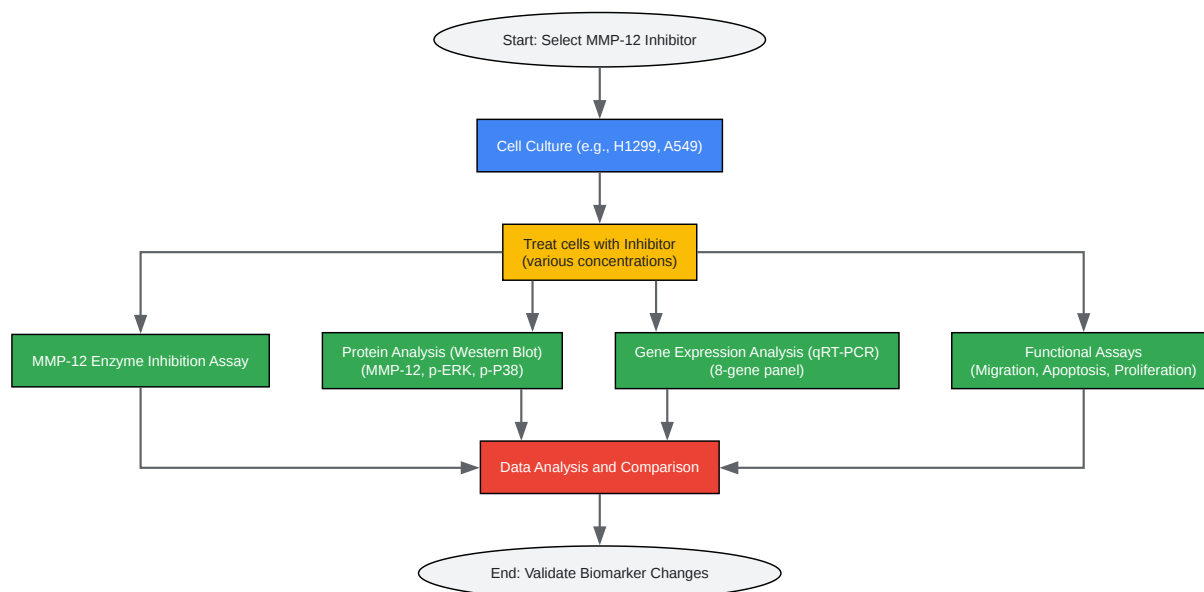 Start: Select MMP-12 Inhibitor
Cell Culture (e.g., H1299, A549)
Treat cells with Inhibitor
(various concentrations)
MMP-12 Enzyme Inhibition Assay
Protein Analysis (Western Blot)
(MMP-12, p-ERK, p-P38)
Gene Expression Analysis (qRT-PCR)
(8-gene panel)
Functional Assays
(Migration, Apoptosis, Proliferation)
Data Analysis and Comparison
End: Validate Biomarker Changes